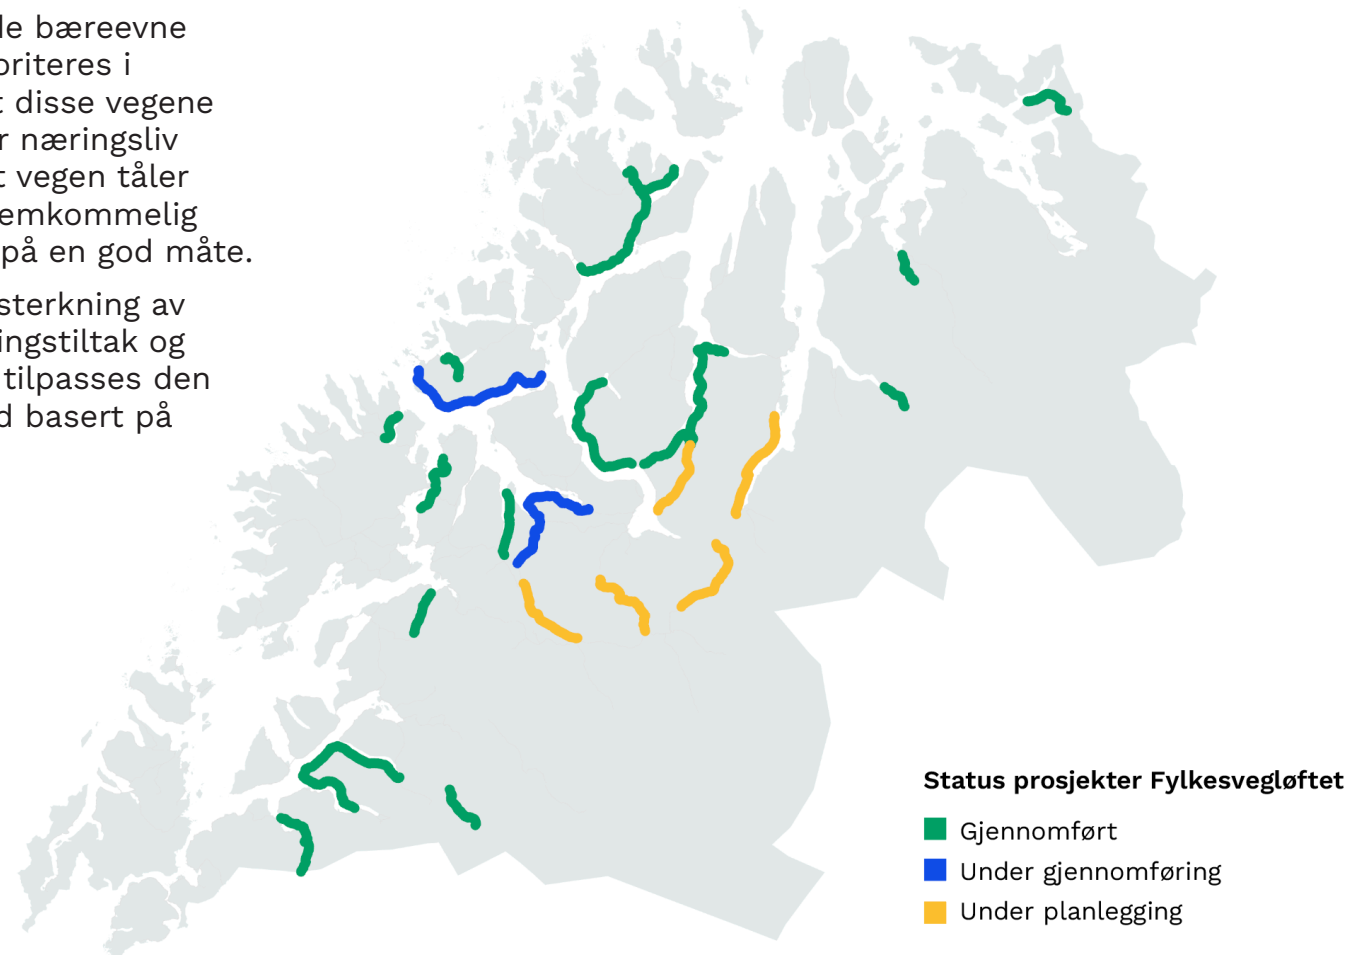 de bæreevne
oriteres i
t disse vegene
r næringsliv
t vegen tåler
emkommelig
på en god måte.
sterkning av
ingstiltak og
tilpasses den
d basert på
Status prosjekter Fylkesvegløftet
Gjennomført
Under gjennomføring
Under planlegging